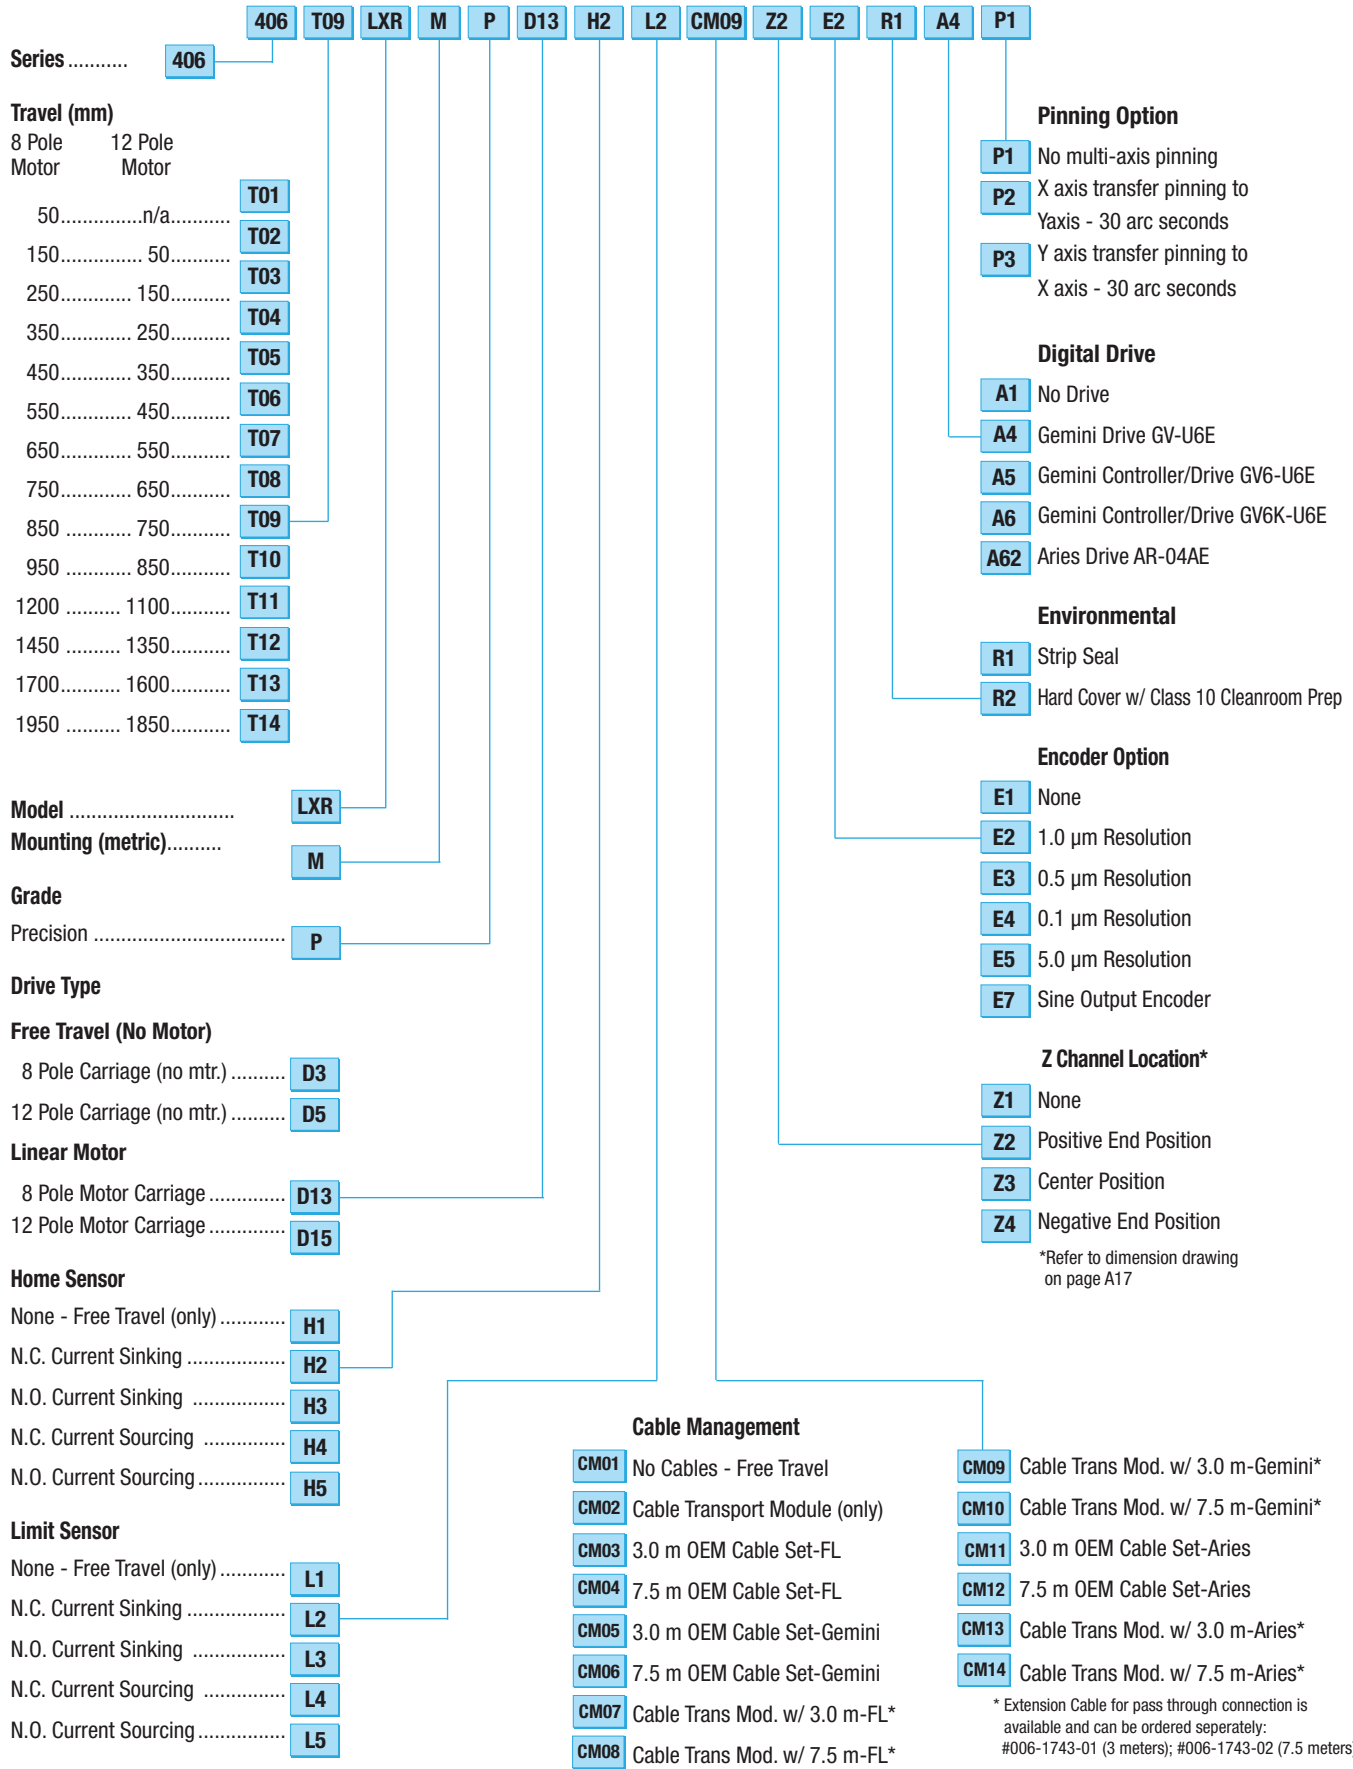 406 T09 LXR M P D13 H2 L2 CM09 Z2 E2 R1 A4 P1
Series ........... 406
Travel (mm)
8 Pole Motor 12 Pole Motor
50...............n/a........... T01
150............... 50........... T02
250............. 150........... T03
350............. 250........... T04
450............. 350........... T05
550............. 450........... T06
650............. 550........... T07
750............. 650........... T08
850 ........... 750........... T09
950 ........... 850........... T10
1200 .......... 1100........... T11
1450 .......... 1350........... T12
1700........... 1600........... T13
1950 .......... 1850........... T14
Model .............................. LXR
Mounting (metric).......... M
Grade
Precision ................................... P
Drive Type
Free Travel (No Motor)
8 Pole Carriage (no mtr.) .......... D3
12 Pole Carriage (no mtr.) .......... D5
Linear Motor
8 Pole Motor Carriage .............. D13
12 Pole Motor Carriage .............. D15
Home Sensor
None - Free Travel (only) ............ H1
N.C. Current Sinking .................. H2
N.O. Current Sinking ................. H3
N.C. Current Sourcing ............... H4
N.O. Current Sourcing ................ H5
Limit Sensor
None - Free Travel (only) ............ L1
N.C. Current Sinking .................. L2
N.O. Current Sinking ................. L3
N.C. Current Sourcing ............... L4
N.O. Current Sourcing ................ L5
Cable Management
CM01 No Cables - Free Travel
CM02 Cable Transport Module (only)
CM03 3.0 m OEM Cable Set-FL
CM04 7.5 m OEM Cable Set-FL
CM05 3.0 m OEM Cable Set-Gemini
CM06 7.5 m OEM Cable Set-Gemini
CM07 Cable Trans Mod. w/ 3.0 m-FL*
CM08 Cable Trans Mod. w/ 7.5 m-FL*
CM09 Cable Trans Mod. w/ 3.0 m-Gemini*
CM10 Cable Trans Mod. w/ 7.5 m-Gemini*
CM11 3.0 m OEM Cable Set-Aries
CM12 7.5 m OEM Cable Set-Aries
CM13 Cable Trans Mod. w/ 3.0 m-Aries*
CM14 Cable Trans Mod. w/ 7.5 m-Aries*
* Extension Cable for pass through connection is
available and can be ordered seperately:
#006-1743-01 (3 meters); #006-1743-02 (7.5 meters)
Pinning Option
P1 No multi-axis pinning
P2 X axis transfer pinning to
Yaxis - 30 arc seconds
P3 Y axis transfer pinning to
X axis - 30 arc seconds
Digital Drive
A1 No Drive
A4 Gemini Drive GV-U6E
A5 Gemini Controller/Drive GV6-U6E
A6 Gemini Controller/Drive GV6K-U6E
A62 Aries Drive AR-04AE
Environmental
R1 Strip Seal
R2 Hard Cover w/ Class 10 Cleanroom Prep
Encoder Option
E1 None
E2 1.0 µm Resolution
E3 0.5 µm Resolution
E4 0.1 µm Resolution
E5 5.0 µm Resolution
E7 Sine Output Encoder
Z Channel Location*
Z1 None
Z2 Positive End Position
Z3 Center Position
Z4 Negative End Position
*Refer to dimension drawing
on page A17